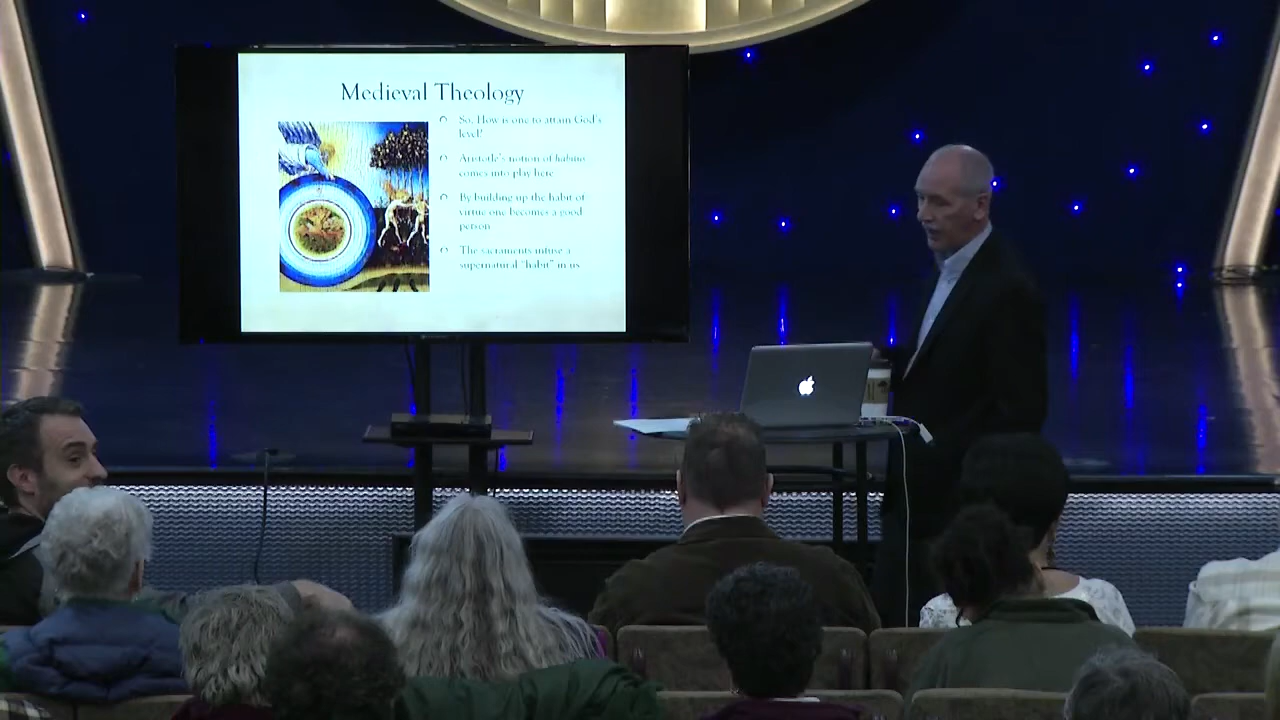 Medieval Theology
So, How is one to attain God's
level?
Aristotle's notion of habitus
comes into play here
By building up the habit of
virtue one becomes a good
person
The sacraments infuse a
supernatural "habit" in us